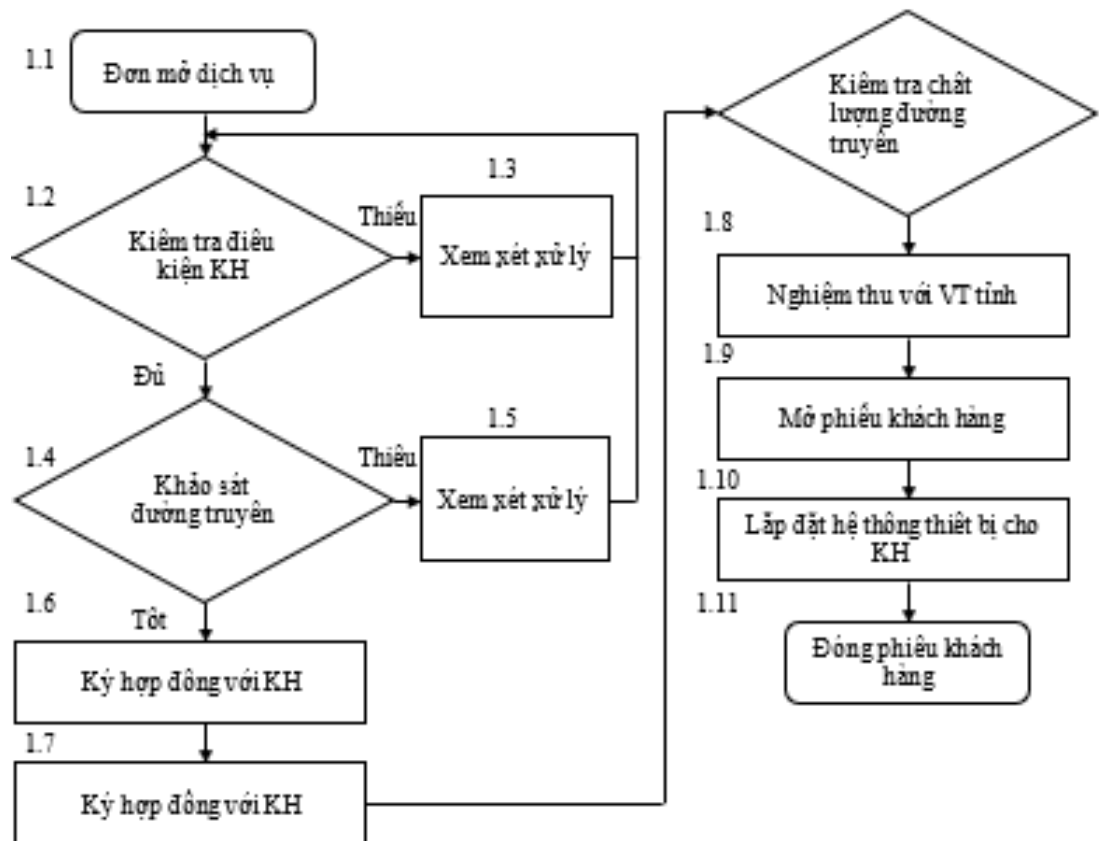 1.1
Đơn mở dịch vụ
1.2
Kiểm tra điều
kiện KH
Thiếu
1.3
Xem xét xử lý
Đủ
1.4
Khảo sát
đường truyền
Thiếu
1.5
Xem xét xử lý
1.6
Tốt
Ký hợp đồng với KH
1.7
Ký hợp đồng với KH
Kiểm tra chất
lượng đường
truyền
1.8
Nghiệm thu với VT tỉnh
1.9
Mở phiếu khách hàng
1.10
Lắp đặt hệ thống thiết bị cho
KH
1.11
Đóng phiếu khách
hàng